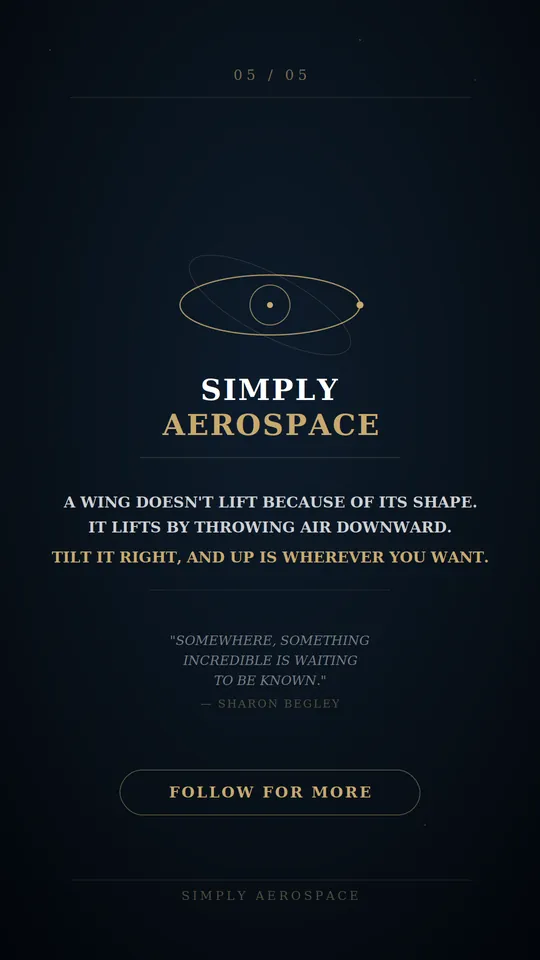 05 / 05
SIMPLY
AEROSPACE
A WING DOESN'T LIFT BECAUSE OF ITS SHAPE.
IT LIFTS BY THROWING AIR DOWNWARD.
TILT IT RIGHT, AND UP IS WHEREVER YOU WANT.
"SOMEWHERE, SOMETHING
INCREDIBLE IS WAITING
TO BE KNOWN."
— SHARON BEGLEY
FOLLOW FOR MORE
SIMPLY AEROSPACE